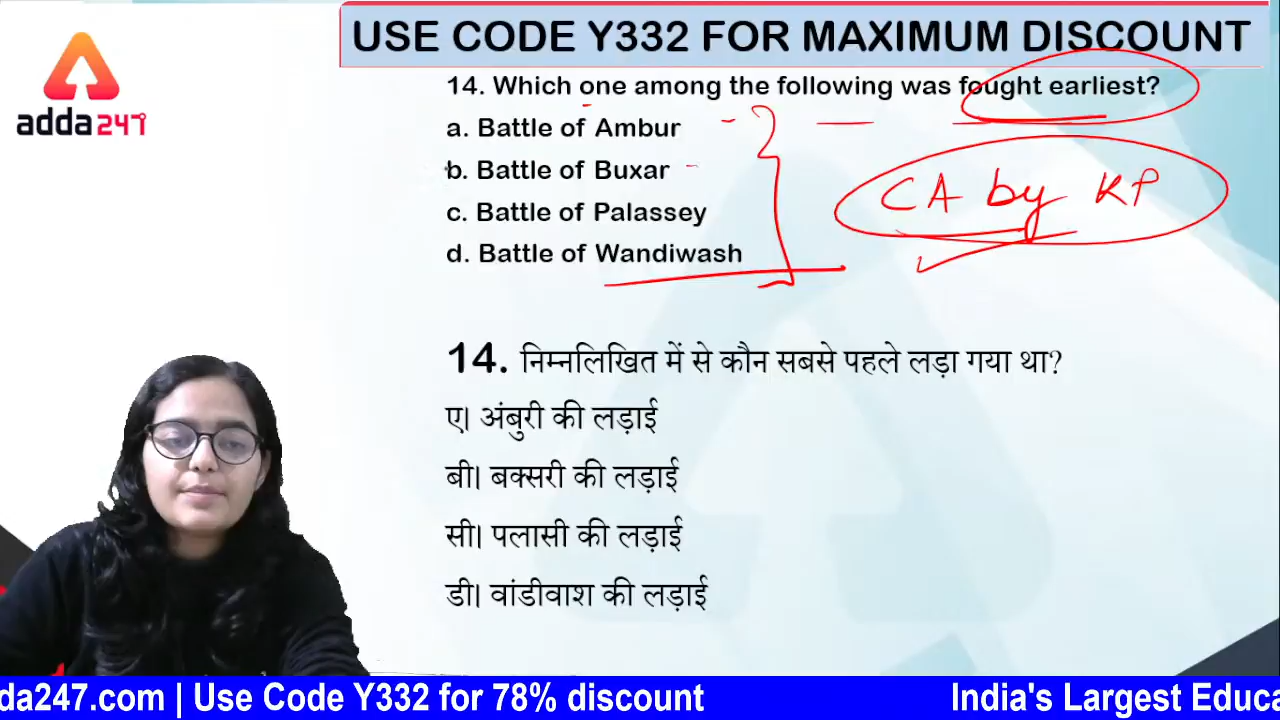 USE CODE Y332 FOR MAXIMUM DISCOUNT
adda247
14. Which one among the following was fought earliest?
a. Battle of Ambur
b. Battle of Buxar
c. Battle of Palassey
d. Battle of Wandiwash
CA by KP
14. निम्नलिखित में से कौन सबसे पहले लड़ा गया था?
ए। अंबुरी की लड़ाई
बी। बक्सरी की लड़ाई
सी। पलासी की लड़ाई
डी। वांडीवाश की लड़ाई
da247.com | Use Code Y332 for 78% discount
India's Largest Educa